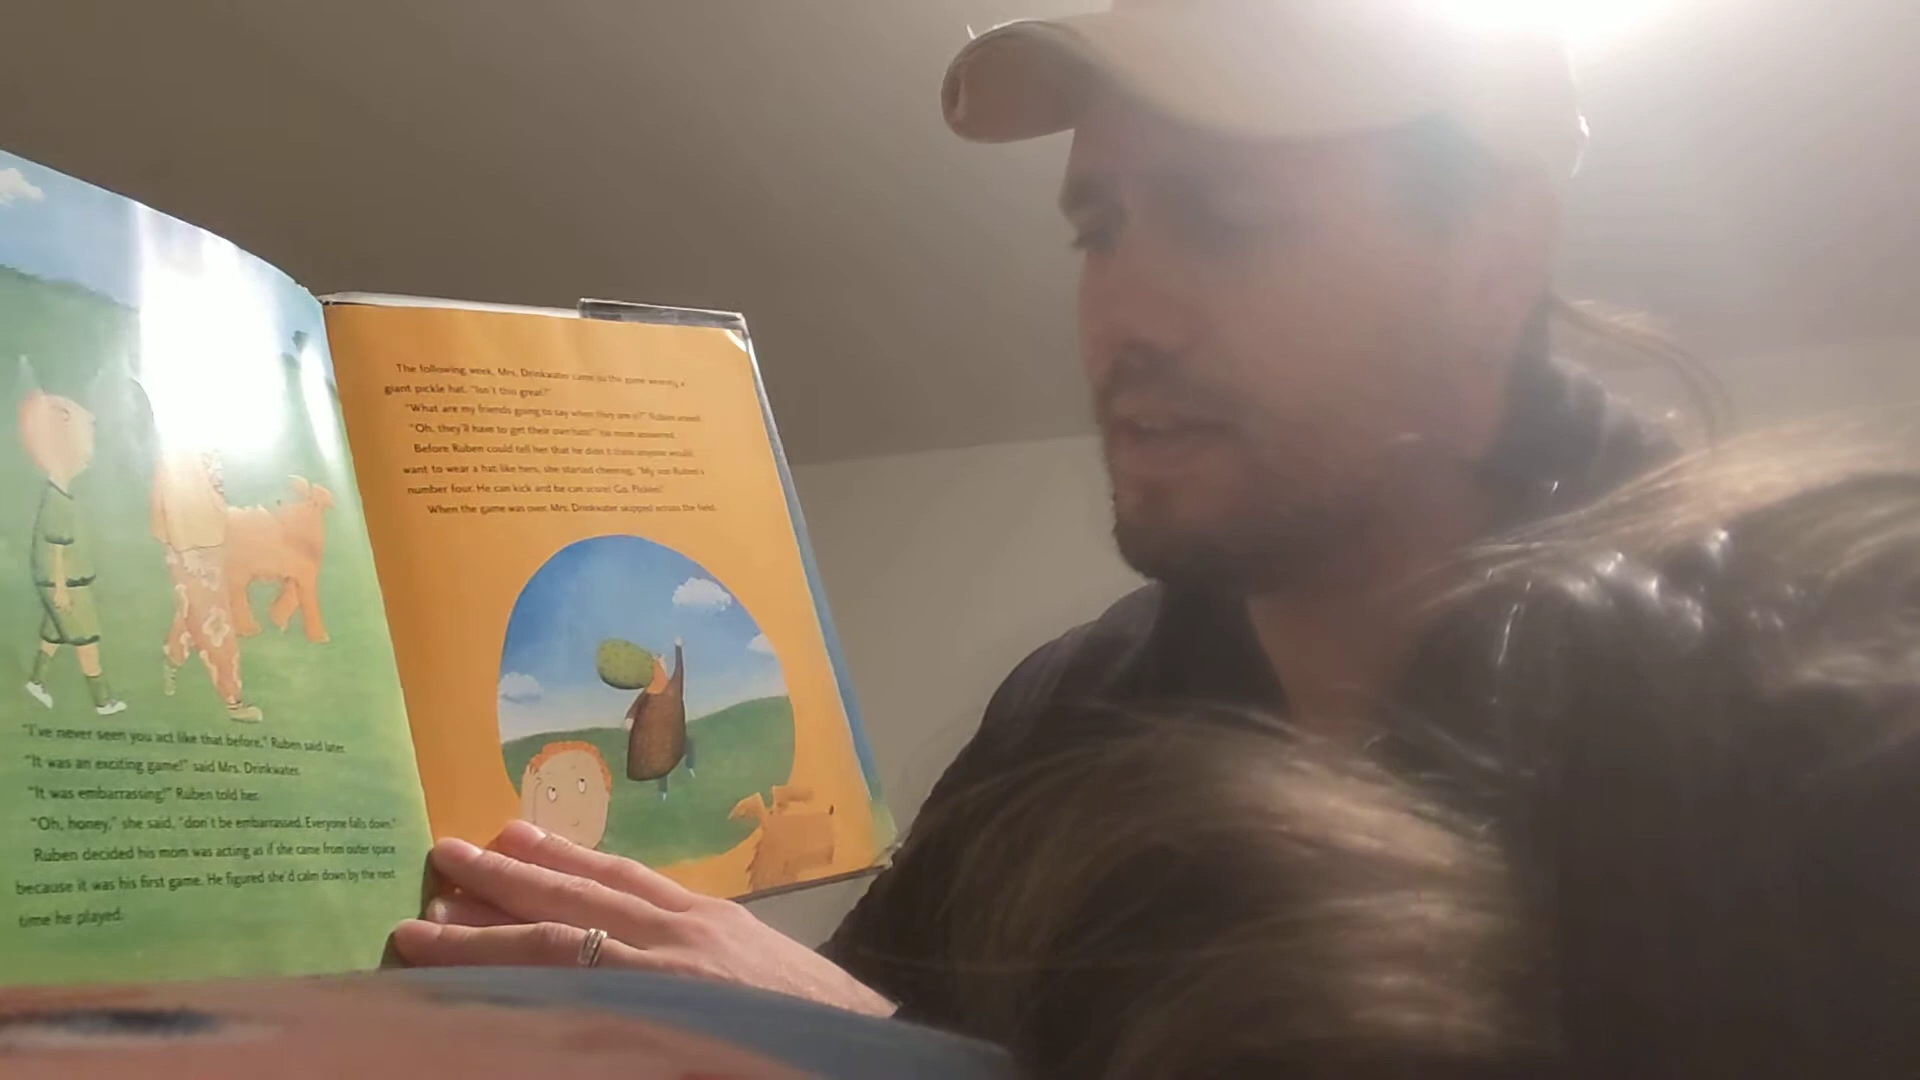 "I've never seen you act like that before," Ruben said later.
"It was an exciting game!" said Mrs. Drinkwater.
"It was embarrassing!" Ruben told her.
"Oh, honey," she said, "don't be embarrassed. Everyone falls down."
Ruben decided his mom was acting as if she came from outer space
because it was his first game. He figured she'd calm down by the next
time he played.
The following week, Mrs. Drinkwater came to the game wearing a
giant pickle hat. "Isn't this great?"
"What are my friends going to say when they see it?" Ruben asked.
"Oh, they'll have to get their own hats!" his mom answered.
Before Ruben could tell her that he didn't think anyone would
want to wear a hat like hers, she started cheering, "My son Ruben's
number four. He can kick and he can score! Go, Pickles!"
When the game was over, Mrs. Drinkwater skipped across the field.